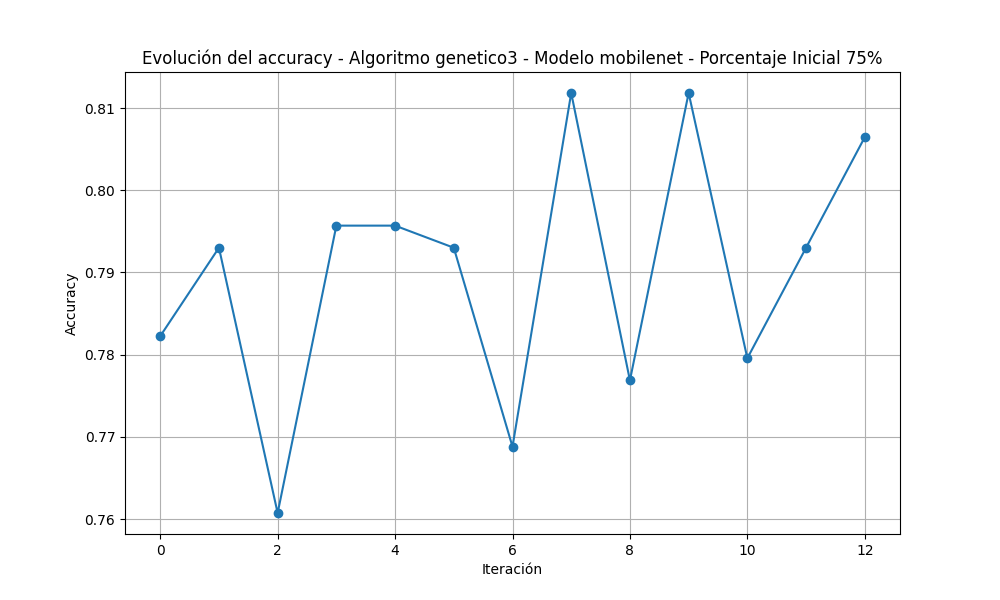 Evolución del accuracy - Algoritmo genetico3 - Modelo mobilenet - Porcentaje Inicial 75%
0.81
0.80
0.79
0.78
0.77
0.76
Accuracy
0 2 4 6 8 10 12
Iteración